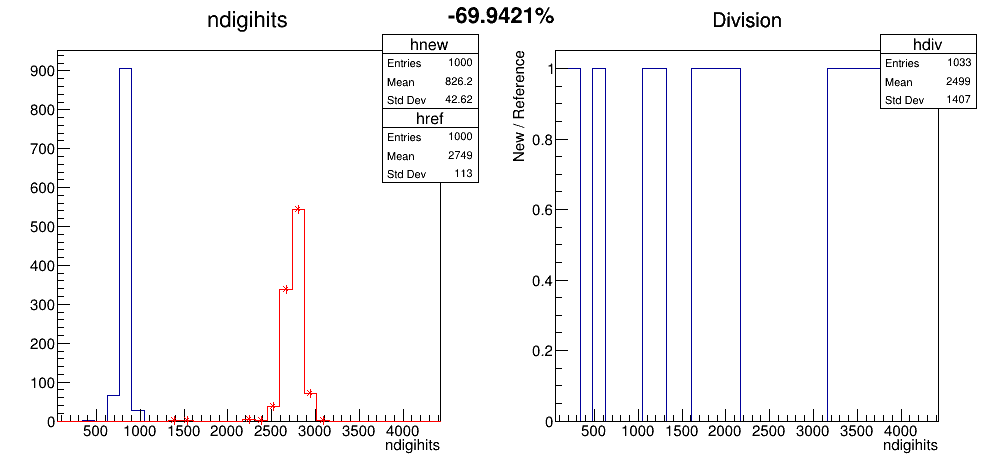 -69.9421%
ndigihits
hnew
Entries 1000
Mean 826.2
Std Dev 42.62
href
Entries 1000
Mean 2749
Std Dev 113
900
800
700
600
500
400
300
200
100
0
500 1000 1500 2000 2500 3000 3500 4000
ndigihits
Division
hdiv
Entries 1033
Mean 2499
Std Dev 1407
New / Reference
1
0.8
0.6
0.4
0.2
0
500 1000 1500 2000 2500 3000 3500 4000
ndigihits